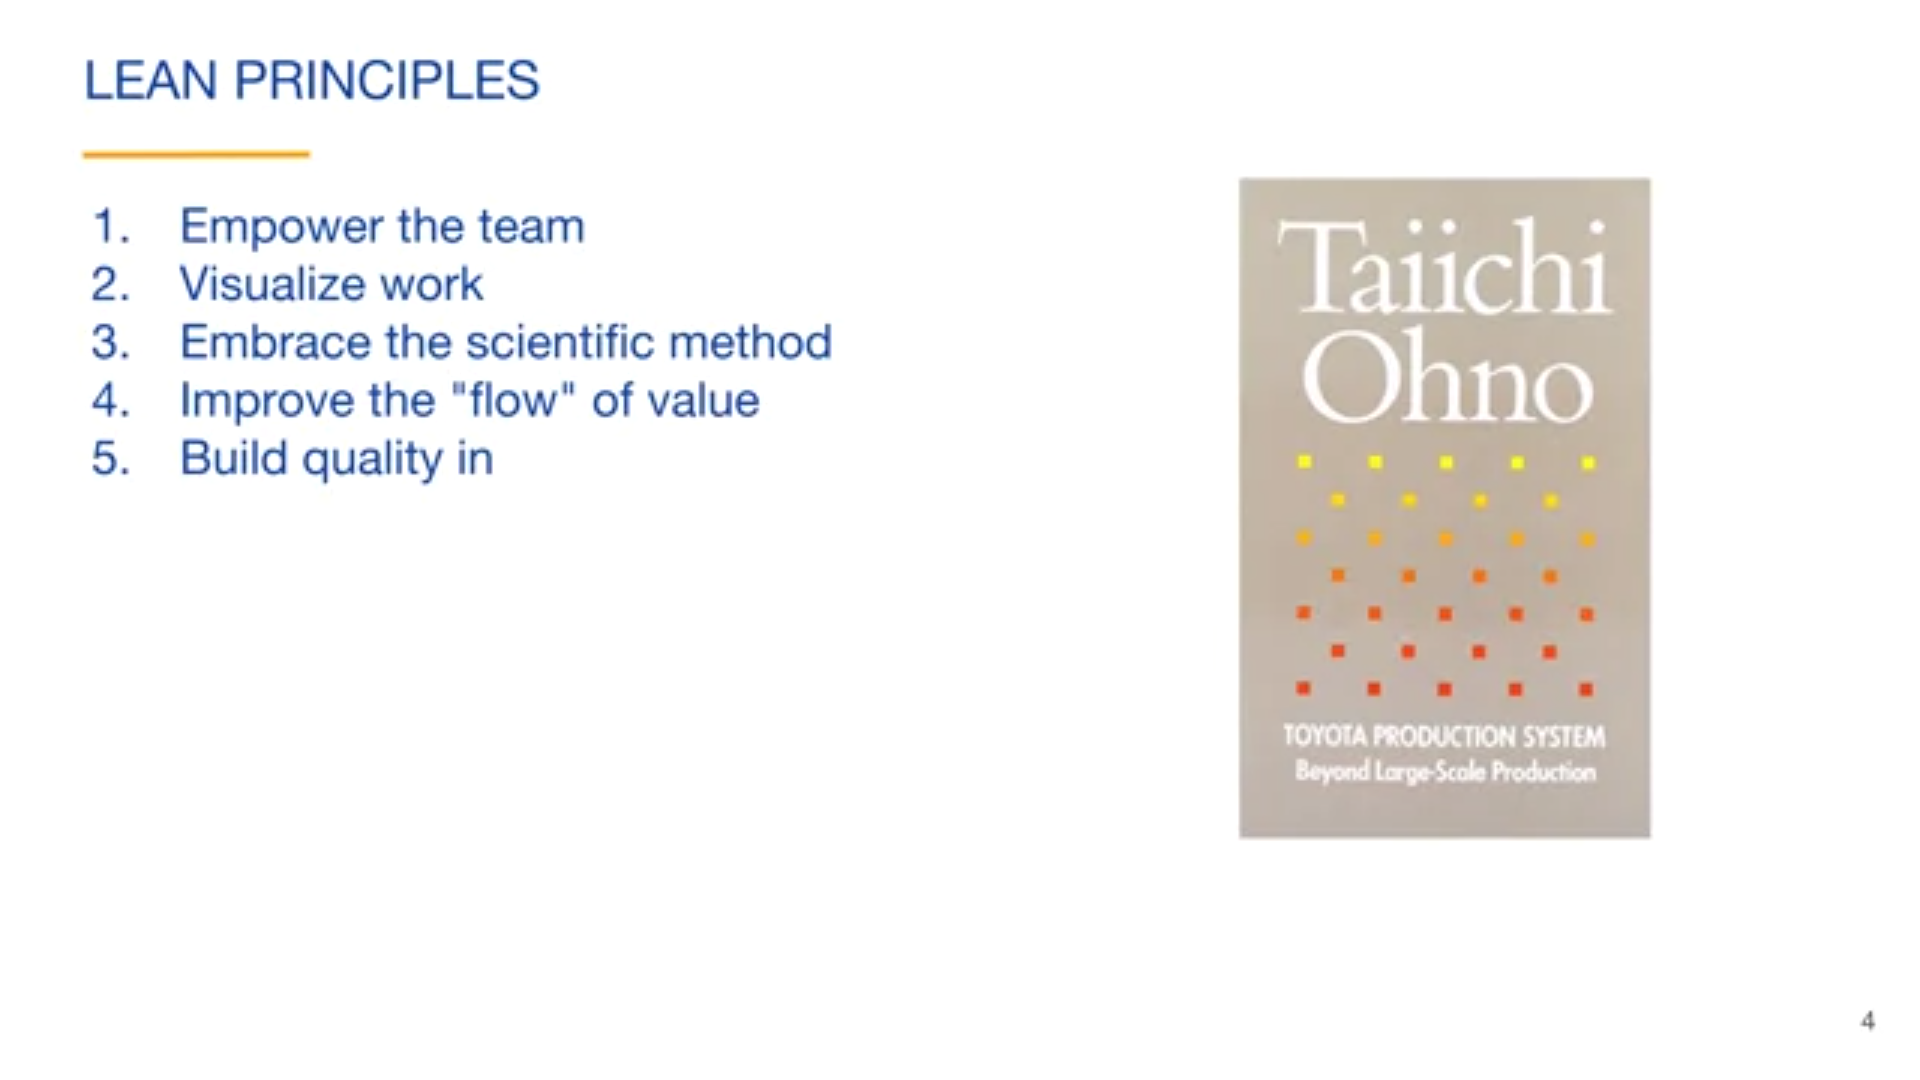 LEAN PRINCIPLES
1. Empower the team
2. Visualize work
3. Embrace the scientific method
4. Improve the "flow" of value
5. Build quality in
Taiichi
Ohno
TOYOTA PRODUCTION SYSTEM
Beyond Large-Scale Production
4